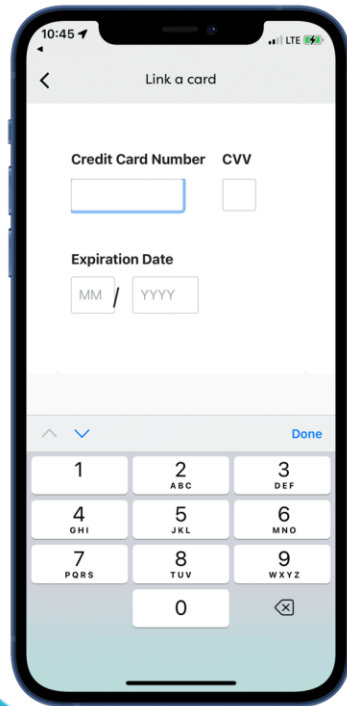 10:45
LTE
Link a card
Credit Card Number CVV
Expiration Date
MM / YYYY
Done
1 2 3
ABC DEF
4 5 6
GHI JKL MNO
7 8 9
PQRS TUV WXYZ
0